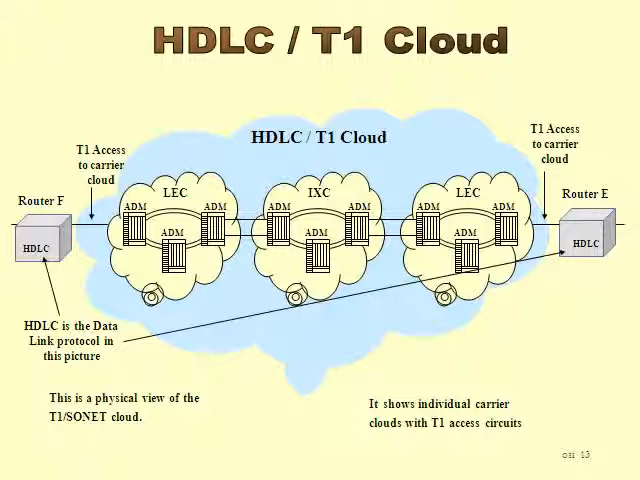 HDLC / T1 Cloud
HDLC / T1 Cloud
T1 Access
to carrier
cloud
T1 Access
to carrier
cloud
Router F
LEC
IXC
LEC
Router E
ADM
ADM
ADM
ADM
ADM
ADM
ADM
ADM
ADM
HDLC
HDLC
HDLC is the Data
Link protocol in
this picture
This is a physical view of the
T1/SONET cloud.
It shows individual carrier
clouds with T1 access circuits
osi 13